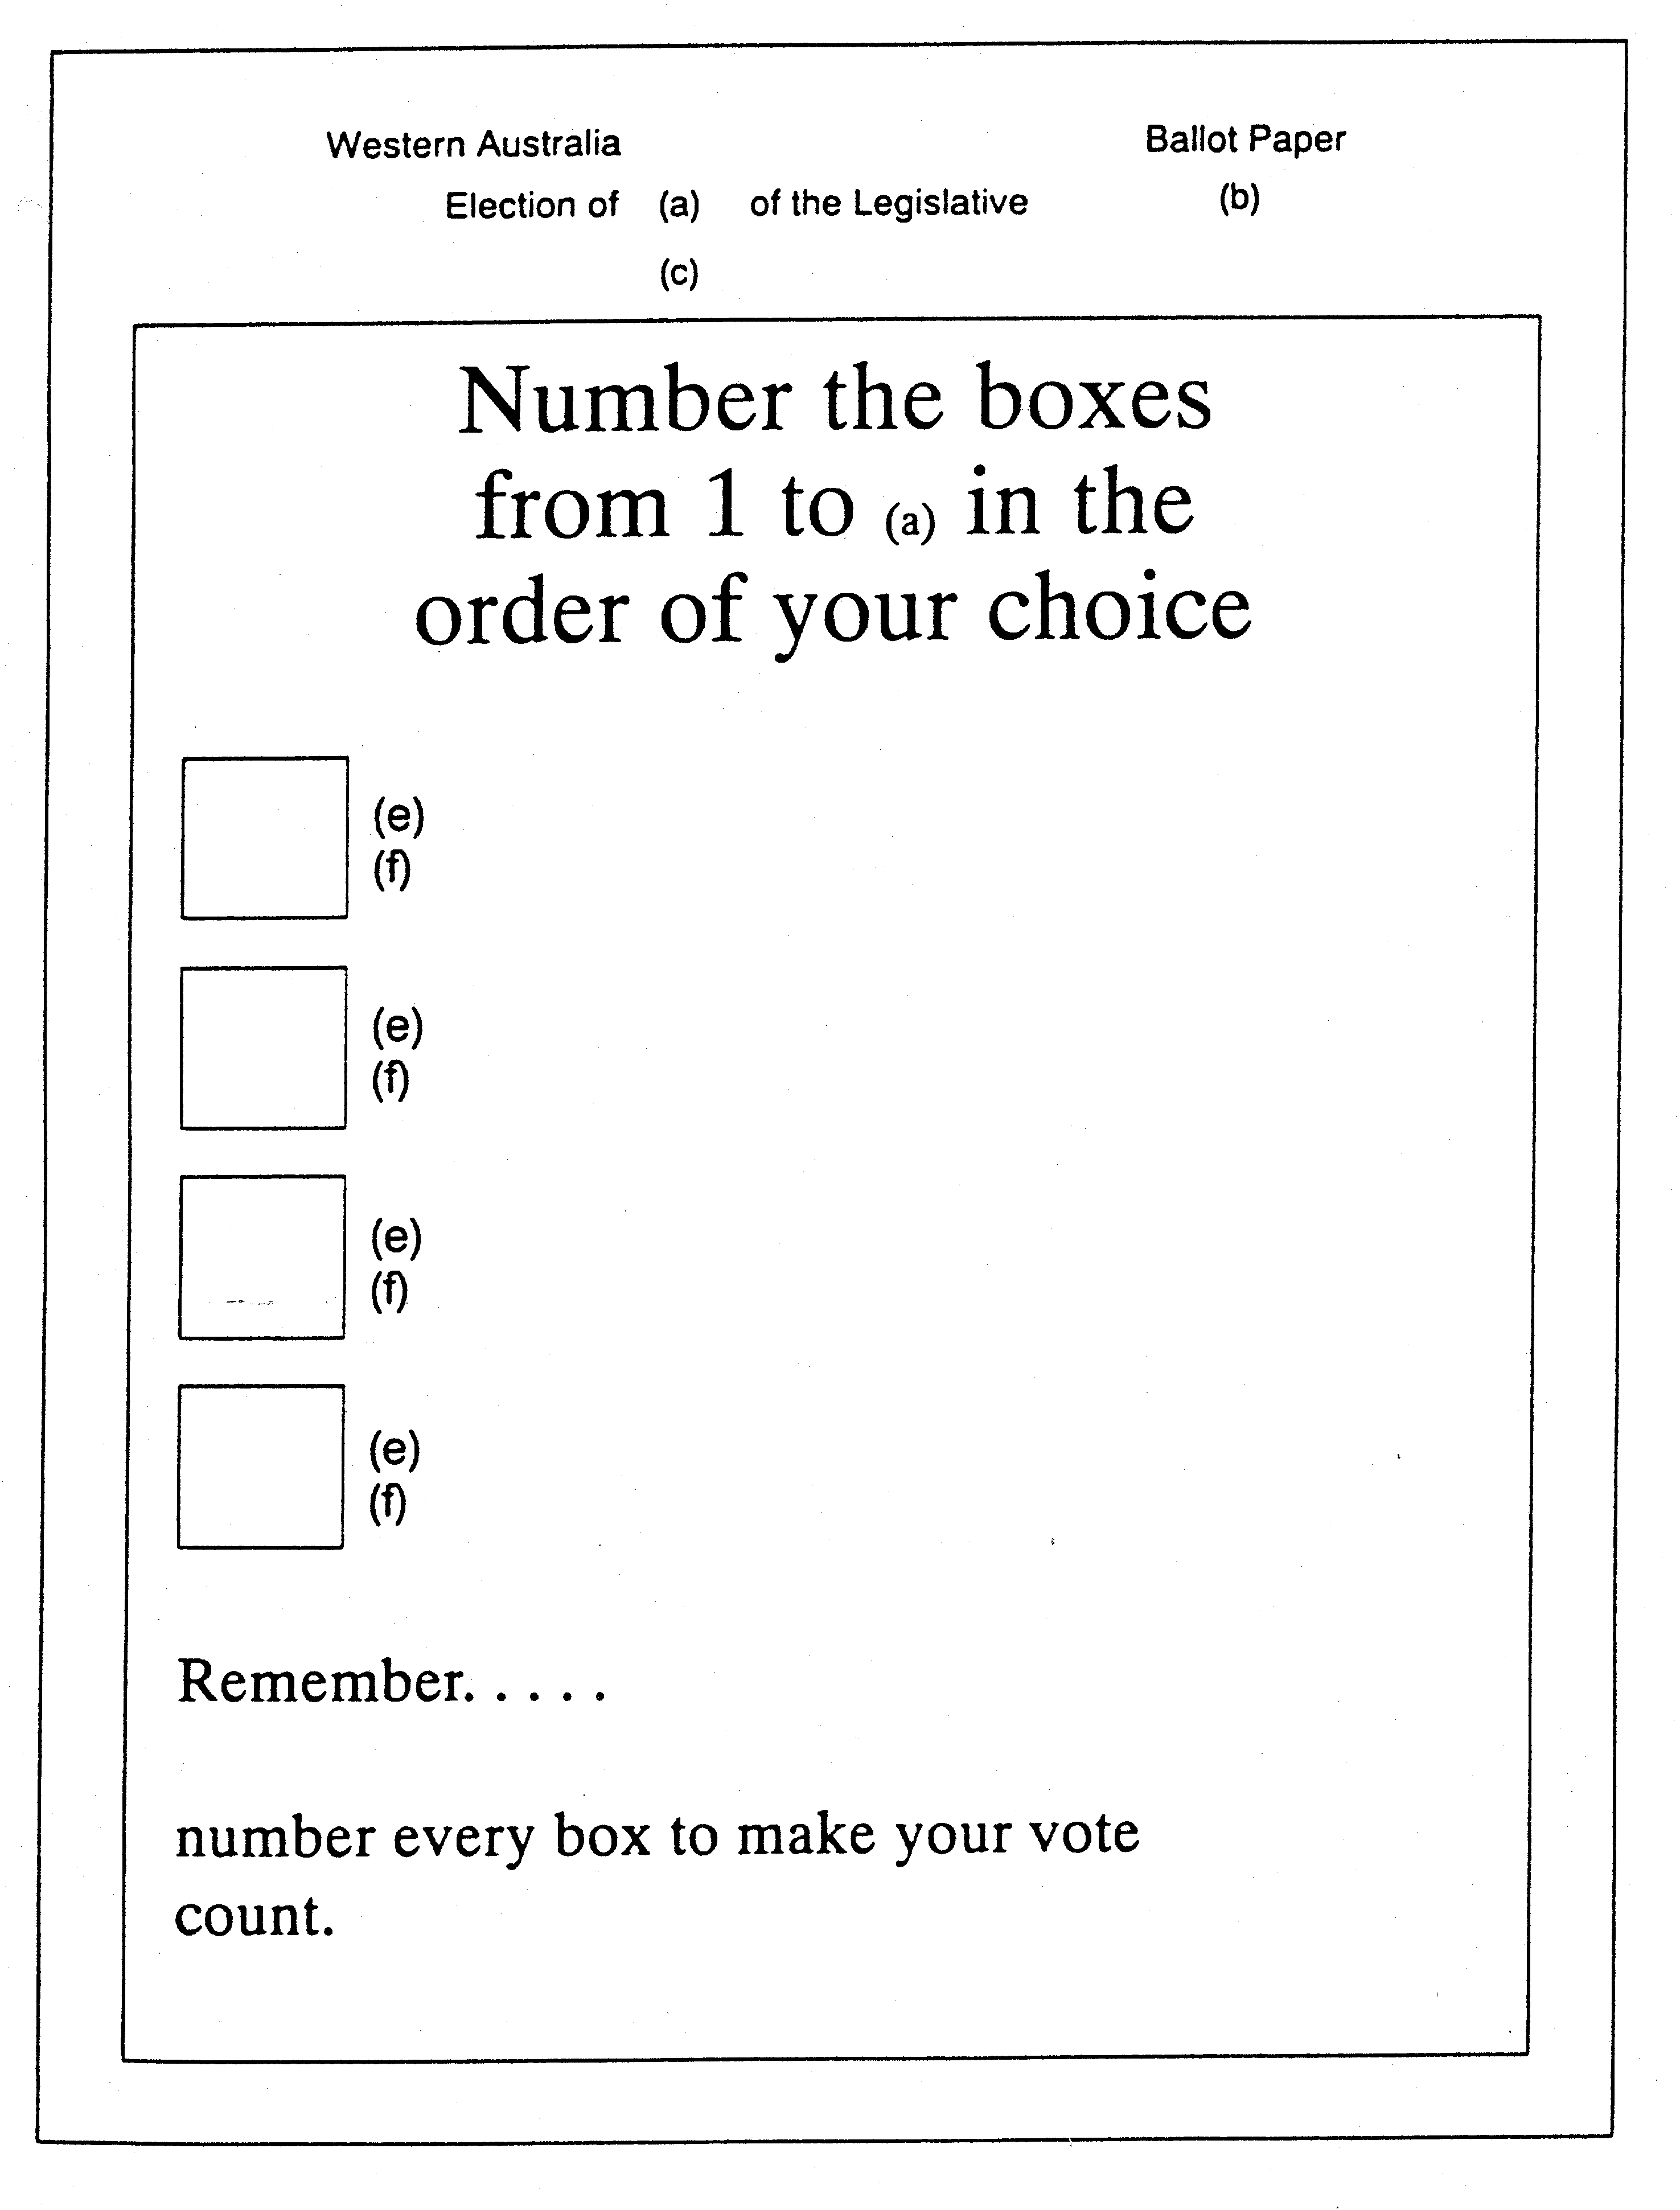 Western Australia Ballot Paper
Election of (a) of the Legislative (b)
(c)
Number the boxes
from 1 to (a) in the
order of your choice
(e)
(f)
(e)
(f)
(e)
(f)
(e)
(f)
Remember. . . . .
number every box to make your vote
count.